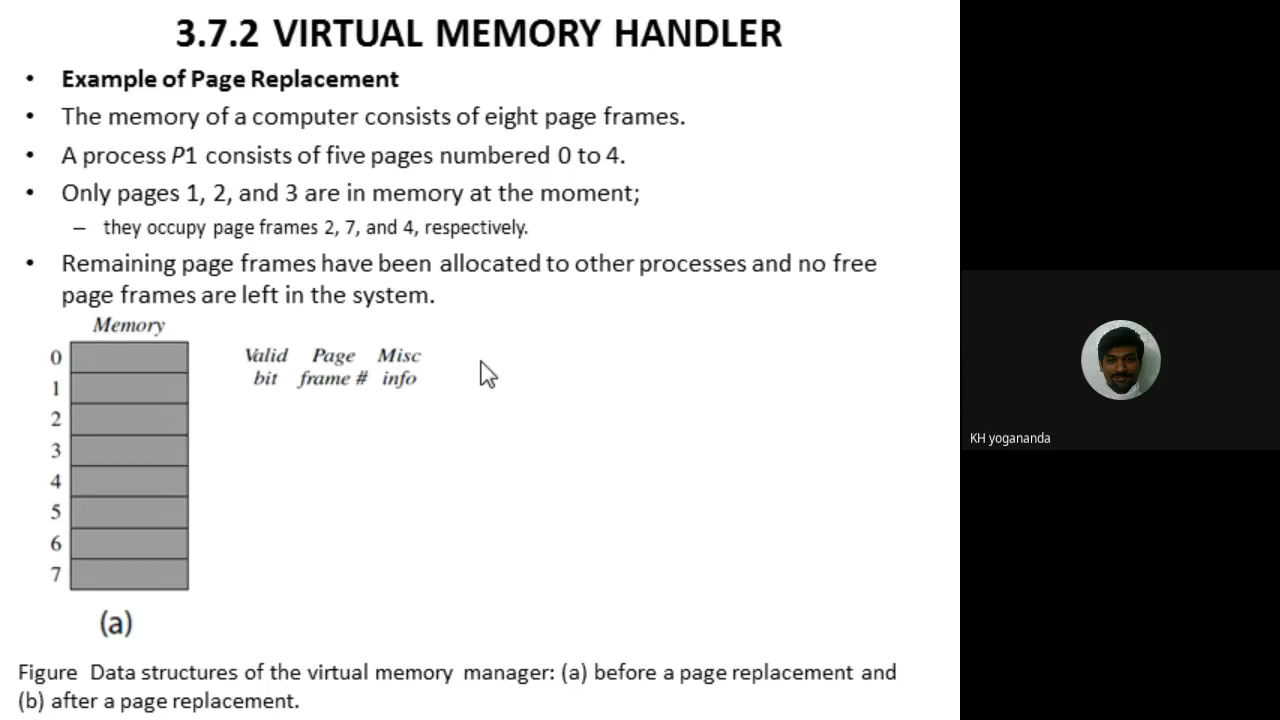 3.7.2 VIRTUAL MEMORY HANDLER
• Example of Page Replacement
• The memory of a computer consists of eight page frames.
• A process P1 consists of five pages numbered 0 to 4.
• Only pages 1, 2, and 3 are in memory at the moment;
– they occupy page frames 2, 7, and 4, respectively.
• Remaining page frames have been allocated to other processes and no free
page frames are left in the system.
Memory
0
1
2
3
4
5
6
7
Valid Page Misc
bit frame # info
(a)
Figure Data structures of the virtual memory manager: (a) before a page replacement and
(b) after a page replacement.
KH yogananda